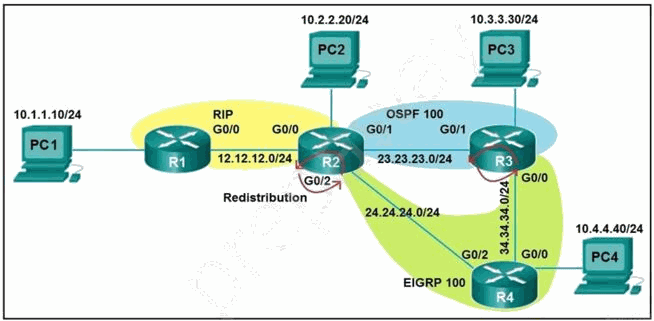 10.2.2.20/24
10.3.3.30/24
PC2
PC3
10.1.1.10/24
RIP
OSPF 100
G0/0
G0/0
G0/1
G0/1
PC1
R1
12.12.12.0/24
R2
23.23.23.0/24
R3
G0/2
G0/0
Redistribution
24.24.24.0/24
34.34.34.0/24
10.4.4.40/24
G0/2
G0/0
PC4
EIGRP 100
R4